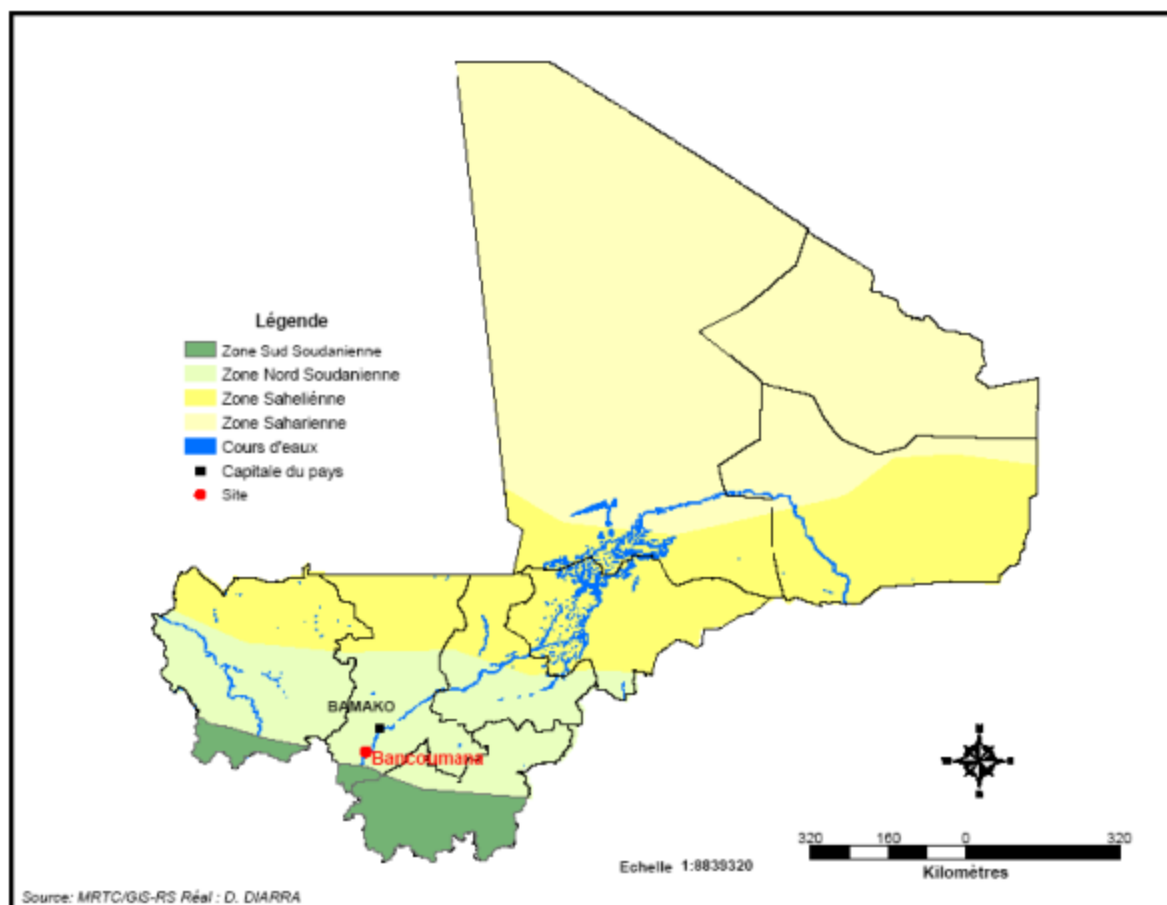 Légende
Zone Sud Soudanienne
Zone Nord Soudanienne
Zone Saheliénne
Zone Saharienne
Cours d'eaux
Capitale du pays
Site
BAMAKO
Bancoumana
320 160 0 320
Kilomètres
Echelle 1:8839320
Source: MRTC/GIS-RS Réal : D. DIARRA